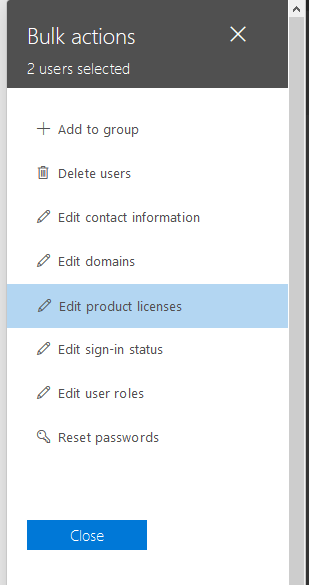 Bulk actions
2 users selected
Add to group
Delete users
Edit contact information
Edit domains
Edit product licenses
Edit sign-in status
Edit user roles
Reset passwords
Close